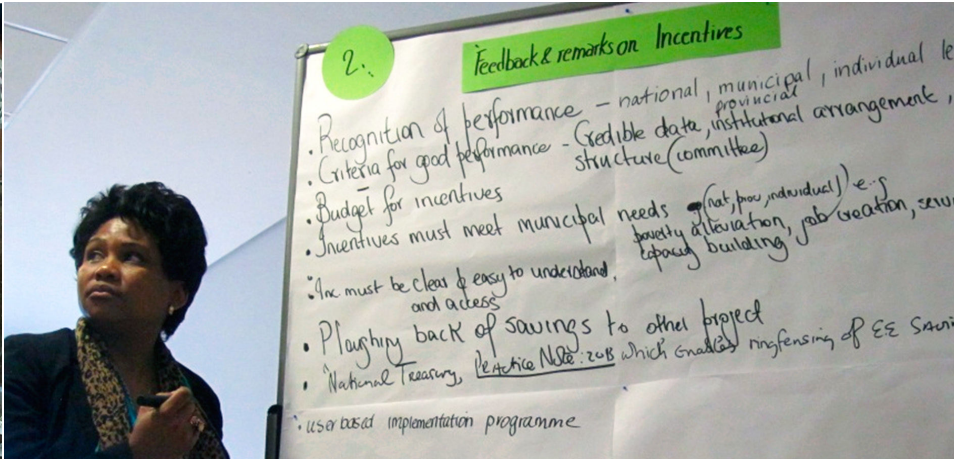 2..
Feedback & remarks on Incentives
• Recognition of performance – national, municipal, individual le
provincial
• Criteria for good performance – Credible data, institutional arrangement,
structure (committee)
• Budget for incentives
• Incentives must meet municipal needs (nat, prov, individual) e.g
poverty alleviation, job creation,
capacity building
• Inc must be clear & easy to understand,
and access
• Ploughing back of savings to other project
• National Treasury, Practice Note: which enables ringfensing of EE Savin
• user based implementation programme